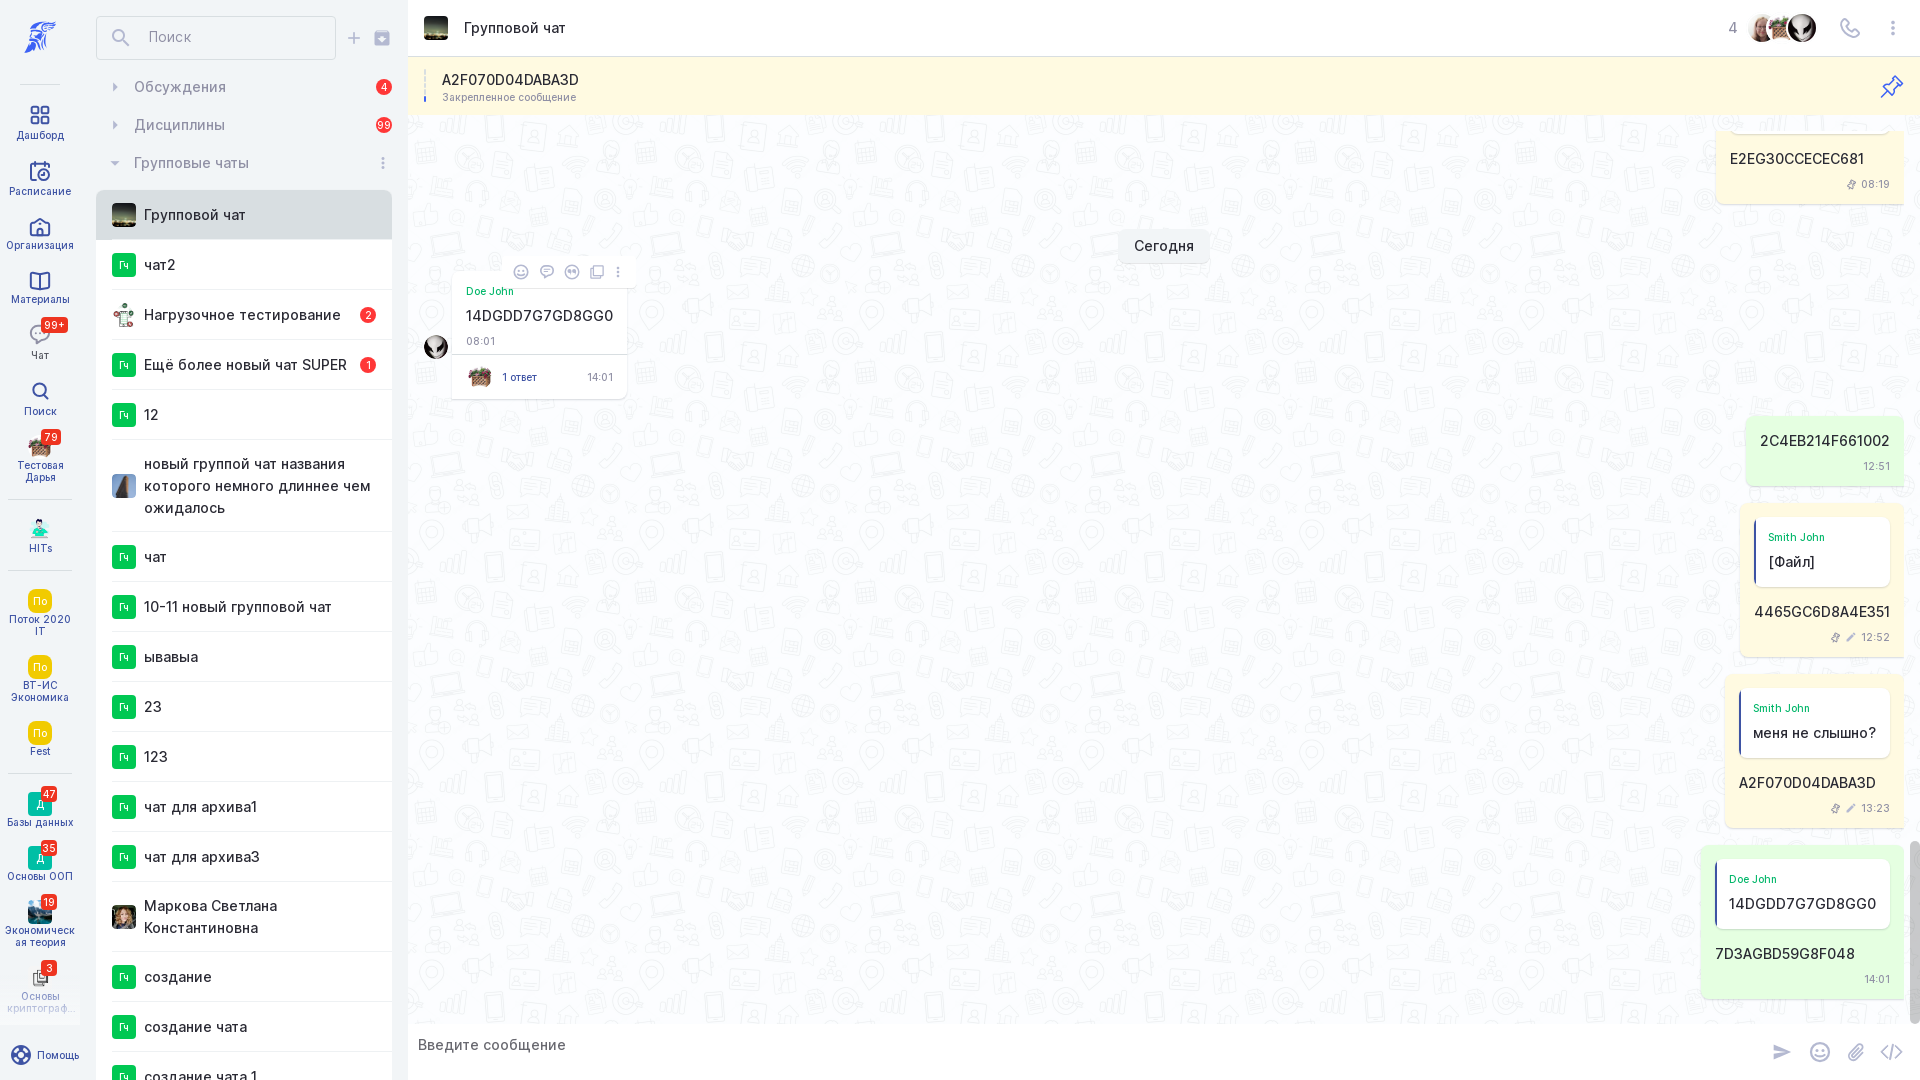 Дашборд
Расписание
Организация
Материалы
99+
Чат
Поиск
79
Тестовая
Дарья
HITs
По
Поток 2020
IT
По
ВТ-ИС
Экономика
По
Fest
47
Д
Базы данных
35
Д
Основы ООП
19
Экономическ
ая теория
3
Основы
криптограф...
Помощь
Поиск
Обсуждения
4
Дисциплины
99
Групповые чаты
Групповой чат
Гч
чат2
Нагрузочное тестирование
2
Гч
Ещё более новый чат SUPER
1
Гч
12
новый группой чат названия
которого немного длиннее чем
ожидалось
Гч
чат
Гч
10-11 новый групповой чат
Гч
ывавыа
Гч
23
Гч
123
Гч
чат для архива1
Гч
чат для архива3
Маркова Светлана
Константиновна
Гч
создание
Гч
создание чата
Гч
создание чата 1
Групповой чат
4
A2F070D04DABA3D
Закрепленное сообщение
E2EG30CCECEC681
08:19
Сегодня
Doe John
14DGDD7G7GD8GG0
08:01
1 ответ
14:01
2C4EB214F661002
12:51
Smith John
[Файл]
4465GC6D8A4E351
12:52
Smith John
меня не слышно?
A2F070D04DABA3D
13:23
Doe John
14DGDD7G7GD8GG0
7D3AGBD59G8F048
14:01
Введите сообщение